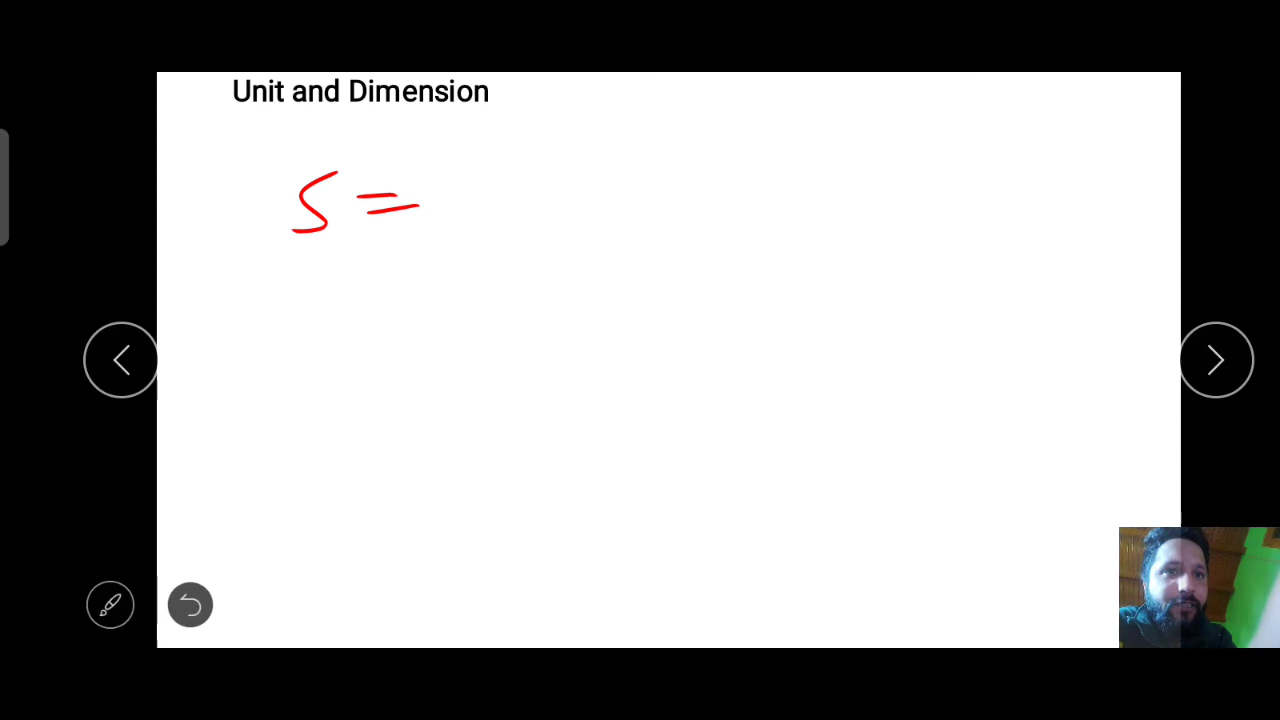 Unit and Dimension
S =